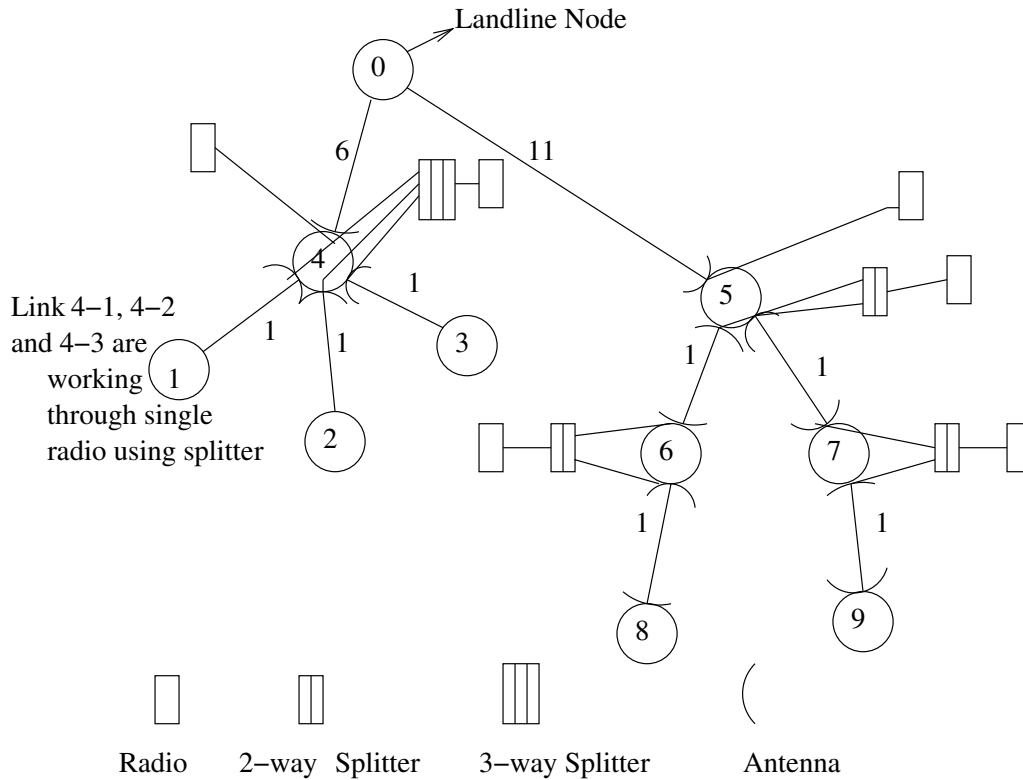 Landline Node
0
6
11
4
5
1
Link 4−1, 4−2
and 4−3 are
working
through single
radio using splitter
1
1
1
3
2
1
1
6
7
1
1
8
9
Radio
2−way Splitter
3−way Splitter
Antenna